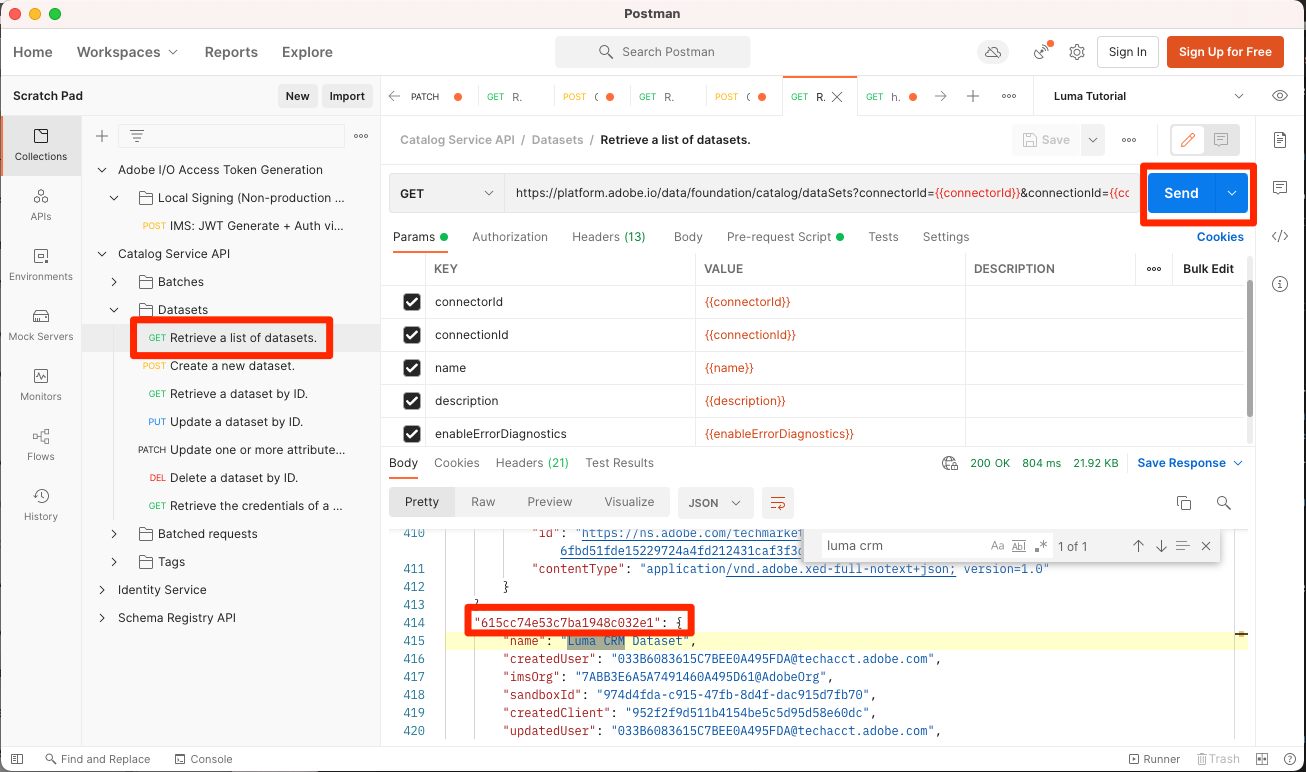 Postman
Home Workspaces Reports Explore Search Postman Sign In Sign Up for Free
Scratch Pad New Import PATCH GET R. POST GET R. POST GET R. GET h. Luma Tutorial
Collections
APIs
Environments
Mock Servers
Monitors
Flows
History
Adobe I/O Access Token Generation
Local Signing (Non-production ...
POST IMS: JWT Generate + Auth vi...
Catalog Service API
Batches
Datasets
GET Retrieve a list of datasets.
POST Create a new dataset.
GET Retrieve a dataset by ID.
PUT Update a dataset by ID.
PATCH Update one or more attribute...
DEL Delete a dataset by ID.
GET Retrieve the credentials of a ...
Batched requests
Tags
Identity Service
Schema Registry API
Catalog Service API / Datasets / Retrieve a list of datasets. Save
GET https://platform.adobe.io/data/foundation/catalog/dataSets?connectorId={{connectorId}}&connectionId={{co Send
Params Authorization Headers (13) Body Pre-request Script Tests Settings Cookies
KEY VALUE DESCRIPTION Bulk Edit
connectorId {{connectorId}}
connectionId {{connectionId}}
name {{name}}
description {{description}}
enableErrorDiagnostics {{enableErrorDiagnostics}}
Body Cookies Headers (21) Test Results 200 OK 804 ms 21.92 KB Save Response
Pretty Raw Preview Visualize JSON
luma crm Aa Abl .* 1 of 1
410 "id": "https://ns.adobe.com/techmarket
6fbd51fde15229724a4fd212431caf3f3c
411 "contentType": "application/vnd.adobe.xed-full-notext+json; version=1.0"
412 }
413 }
414 "615cc74e53c7ba1948c032e1": {
415 "name": "Luma CRM Dataset",
416 "createdUser": "033B6083615C7BEE0A495FDA@techacct.adobe.com",
417 "imsOrg": "7ABB3E6A5A7491460A495D61@AdobeOrg",
418 "sandboxId": "974d4fda-c915-47fb-8d4f-dac915d7fb70",
419 "createdClient": "952f2f9d511b4154be5c5d95d58e60dc",
420 "updatedUser": "033B6083615C7BEE0A495FDA@techacct.adobe.com",
Find and Replace Console Runner Trash